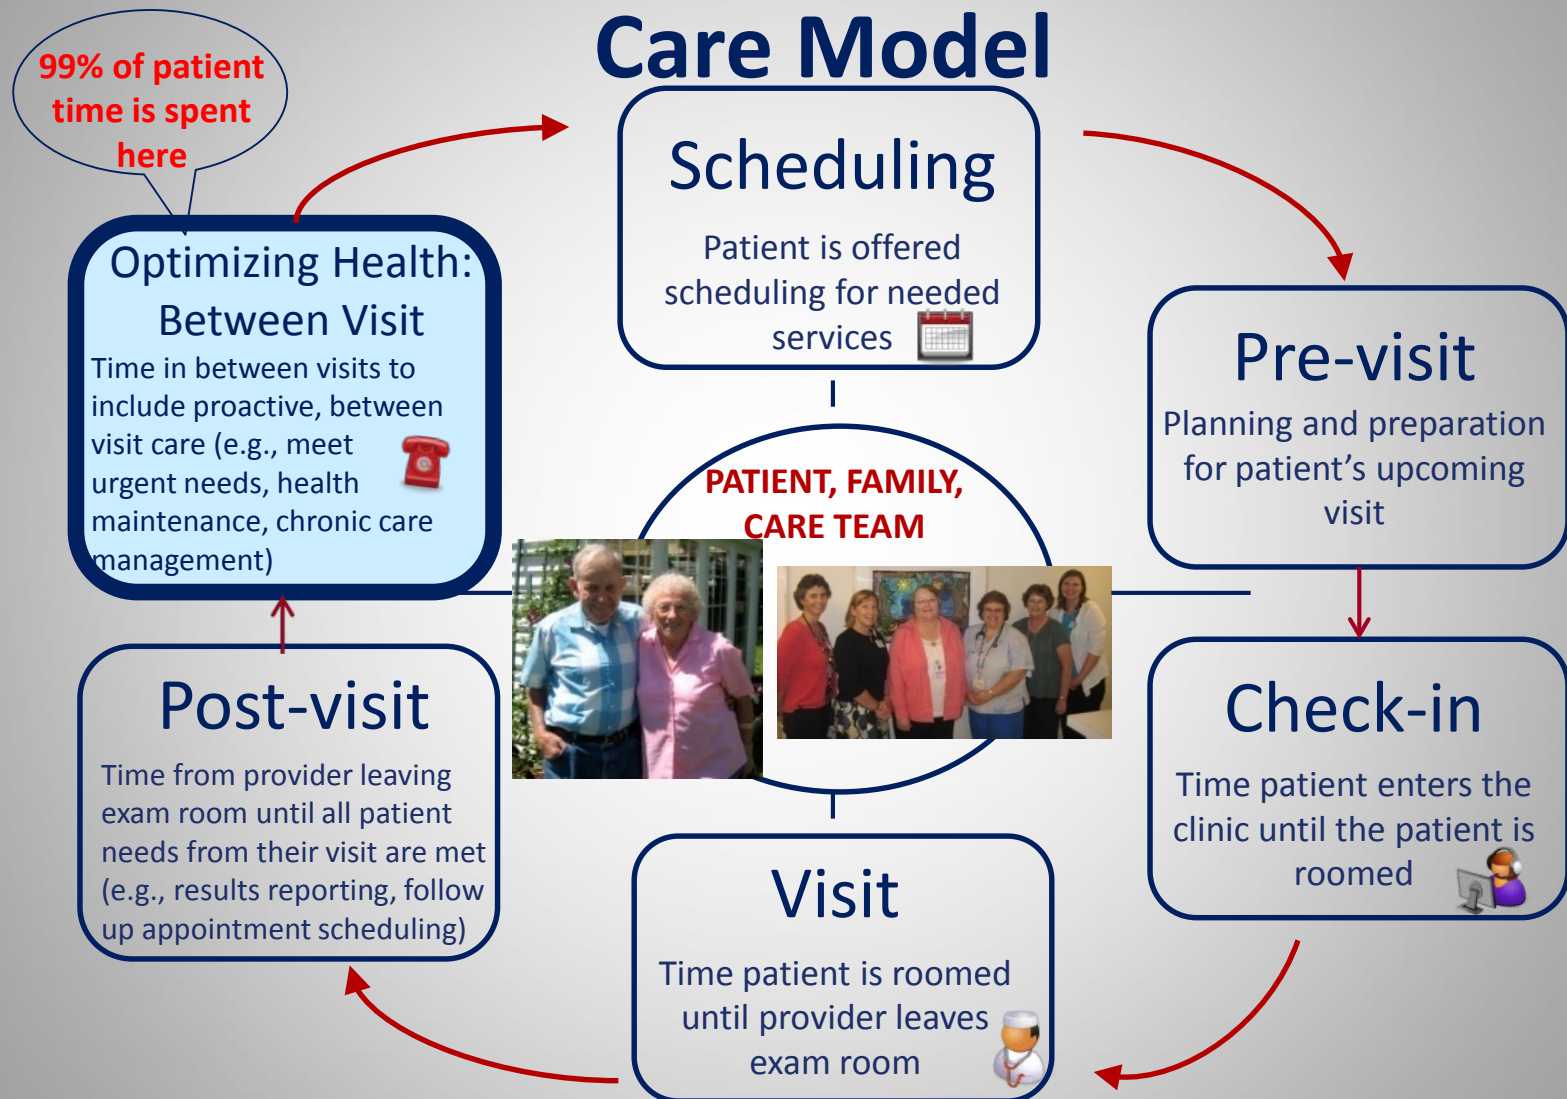 Care Model
99% of patient
time is spent
here
Scheduling
Patient is offered
scheduling for needed
services
Pre-visit
Planning and preparation
for patient’s upcoming
visit
Check-in
Time patient enters the
clinic until the patient is
roomed
Visit
Time patient is roomed
until provider leaves
exam room
Post-visit
Time from provider leaving
exam room until all patient
needs from their visit are met
(e.g., results reporting, follow
up appointment scheduling)
Optimizing Health:
Between Visit
Time in between visits to
include proactive, between
visit care (e.g., meet
urgent needs, health
maintenance, chronic care
management)
PATIENT, FAMILY,
CARE TEAM